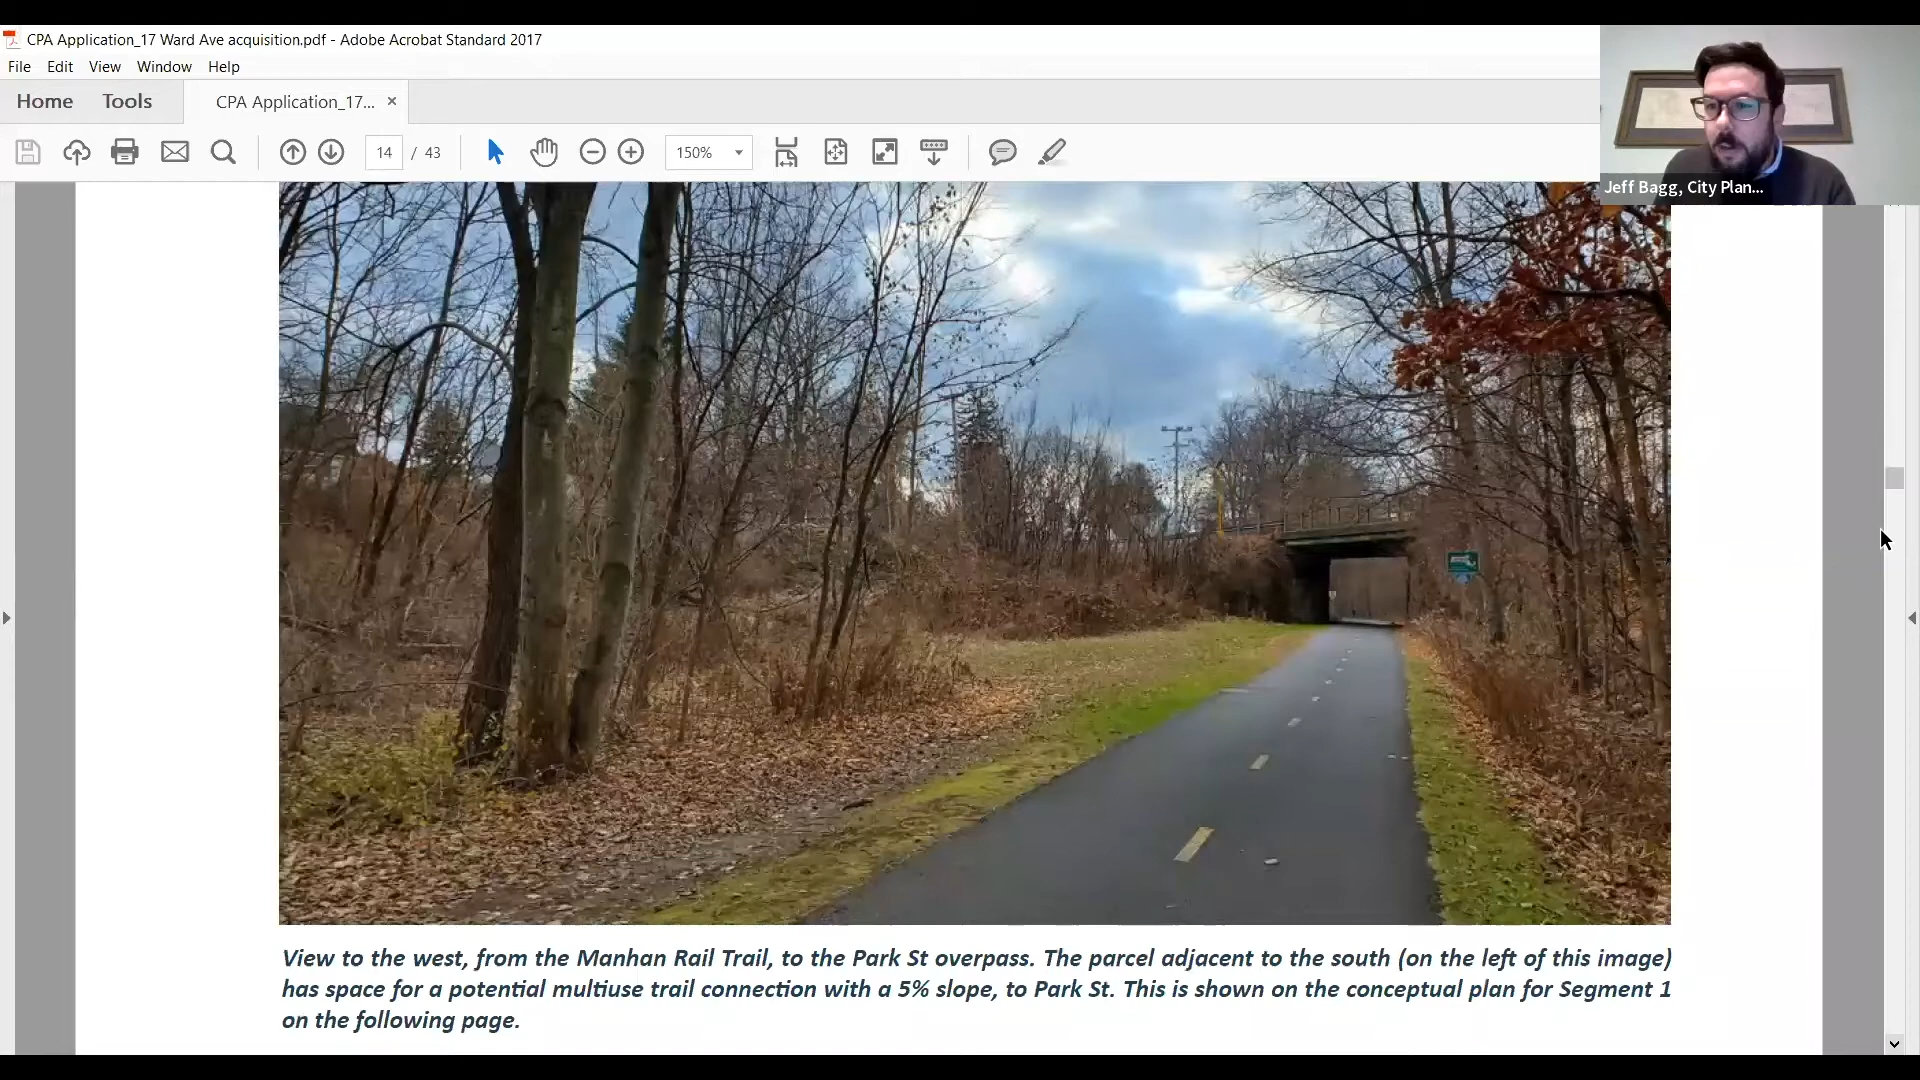 CPA Application_17 Ward Ave acquisition.pdf - Adobe Acrobat Standard 2017
File Edit View Window Help
Home Tools CPA Application_17... ×
14 / 43 150%
Jeff Bagg, City Plan...
View to the west, from the Manhan Rail Trail, to the Park St overpass. The parcel adjacent to the south (on the left of this image)
has space for a potential multiuse trail connection with a 5% slope, to Park St. This is shown on the conceptual plan for Segment 1
on the following page.